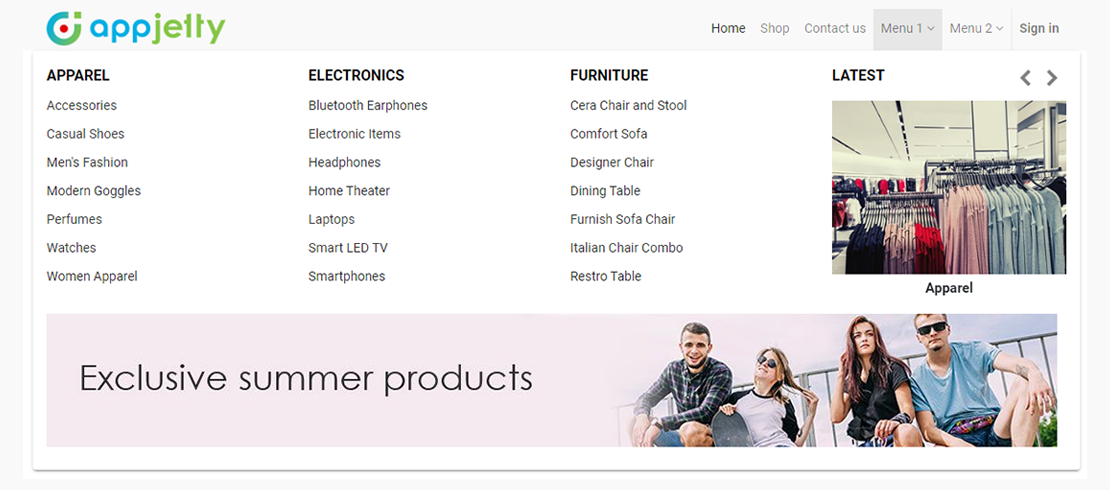 appjetty
Home Shop Contact us Menu 1 Menu 2 Sign in
APPAREL
Accessories
Casual Shoes
Men's Fashion
Modern Goggles
Perfumes
Watches
Women Apparel
ELECTRONICS
Bluetooth Earphones
Electronic Items
Headphones
Home Theater
Laptops
Smart LED TV
Smartphones
FURNITURE
Cera Chair and Stool
Comfort Sofa
Designer Chair
Dining Table
Furnish Sofa Chair
Italian Chair Combo
Restro Table
LATEST
Apparel
Exclusive summer products